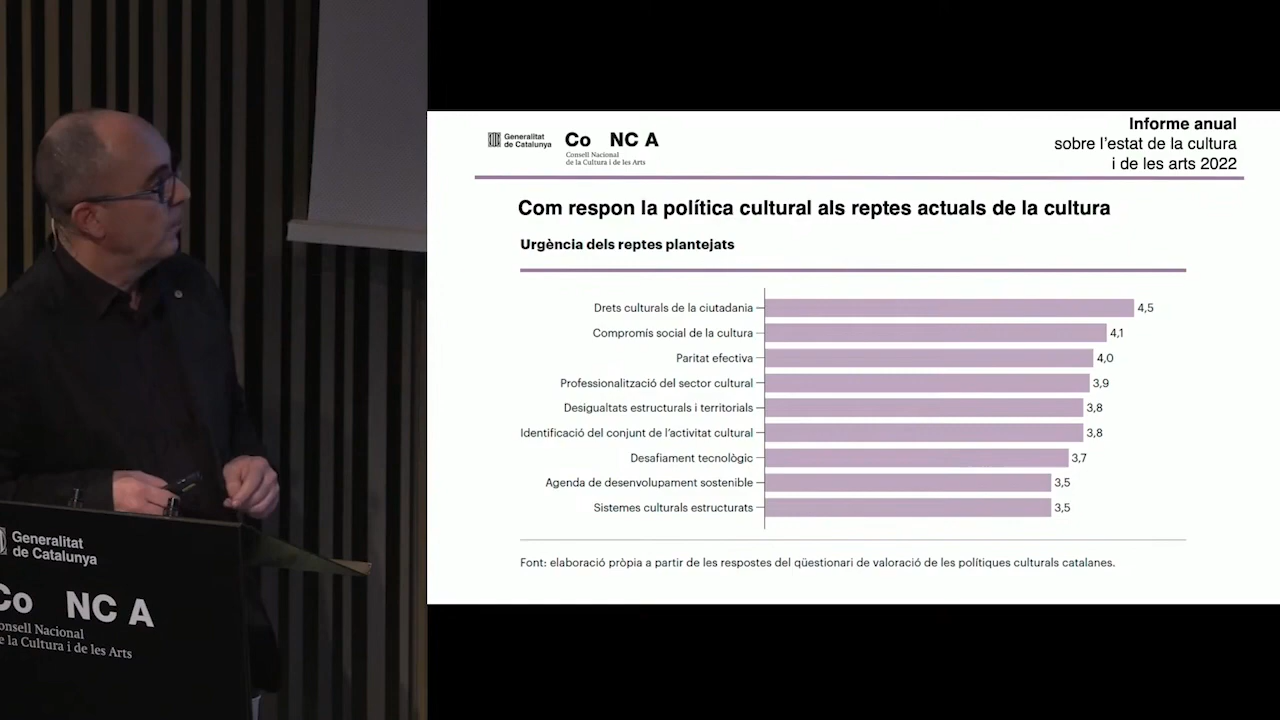 Generalitat
de Catalunya
Co NC A
Consell Nacional
de la Cultura i de les Arts
Informe anual
sobre l'estat de la cultura
i de les arts 2022
Com respon la política cultural als reptes actuals de la cultura
Urgència dels reptes plantejats
Drets culturals de la ciutadania 4,5
Compromís social de la cultura 4,1
Paritat efectiva 4,0
Professionalització del sector cultural 3,9
Desigualtats estructurals i territorials 3,8
Identificació del conjunt de l'activitat cultural 3,8
Desafiament tecnològic 3,7
Agenda de desenvolupament sostenible 3,5
Sistemes culturals estructurats 3,5
Font: elaboració pròpia a partir de les respostes del qüestionari de valoració de les polítiques culturals catalanes.
Generalitat
de Catalunya
Co NC A
onsell Nacional
e la Cultura i de les Arts